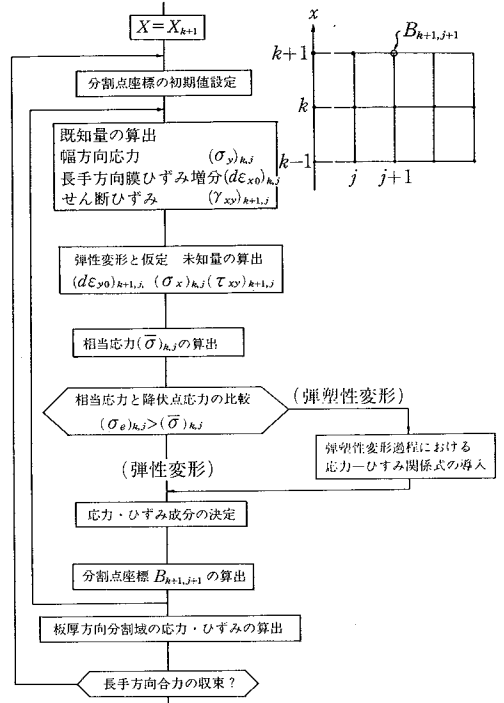 X=X_{k+1}
分割点座標の初期値設定
既知量の算出
幅方向応力 (σ_y)_{k,j}
長手方向膜ひずみ増分(dε_{x0})_{k,j}
せん断ひずみ (γ_{xy})_{k+1,j}
弾性変形と仮定 未知量の算出
(dε_{y0})_{k+1,j}, (σ_x)_{k,j}(τ_{xy})_{k+1,j}
相当応力(σ̅)_{k,j}の算出
相当応力と降伏点応力の比較
(σ_e)_{k,j}>(σ̅)_{k,j}
(弾塑性変形)
弾塑性変形過程における
応力—ひずみ関係式の導入
(弾性変形)
応力・ひずみ成分の決定
分割点座標 B_{k+1,j+1} の算出
板厚方向分割域の応力・ひずみの算出
長手方向合力の収束?
x
B_{k+1,j+1}
k+1
k
k-1
j
j+1